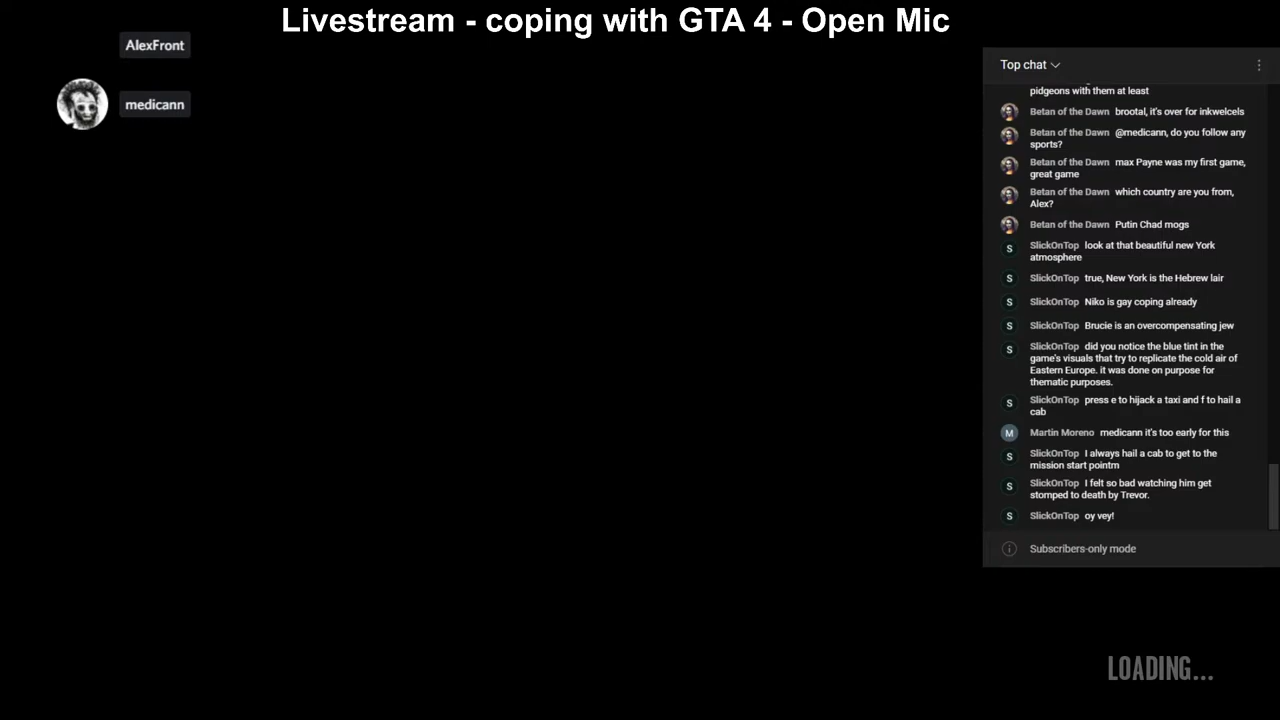 Livestream - coping with GTA 4 - Open Mic
AlexFront
medicann
Top chat
pidgeons with them at least
Betan of the Dawn brootal, it's over for inkwelcels
Betan of the Dawn @medicann, do you follow any
sports?
Betan of the Dawn max Payne was my first game,
great game
Betan of the Dawn which country are you from,
Alex?
Betan of the Dawn Putin Chad mogs
S SlickOnTop look at that beautiful new York
atmosphere
S SlickOnTop true, New York is the Hebrew lair
S SlickOnTop Niko is gay coping already
S SlickOnTop Brucie is an overcompensating jew
S SlickOnTop did you notice the blue tint in the
game's visuals that try to replicate the cold air of
Eastern Europe. it was done on purpose for
thematic purposes.
S SlickOnTop press e to hijack a taxi and f to hail a
cab
M Martin Moreno medicann it's too early for this
S SlickOnTop I always hail a cab to get to the
mission start pointm
S SlickOnTop I felt so bad watching him get
stomped to death by Trevor.
S SlickOnTop oy vey!
Subscribers-only mode
LOADING...